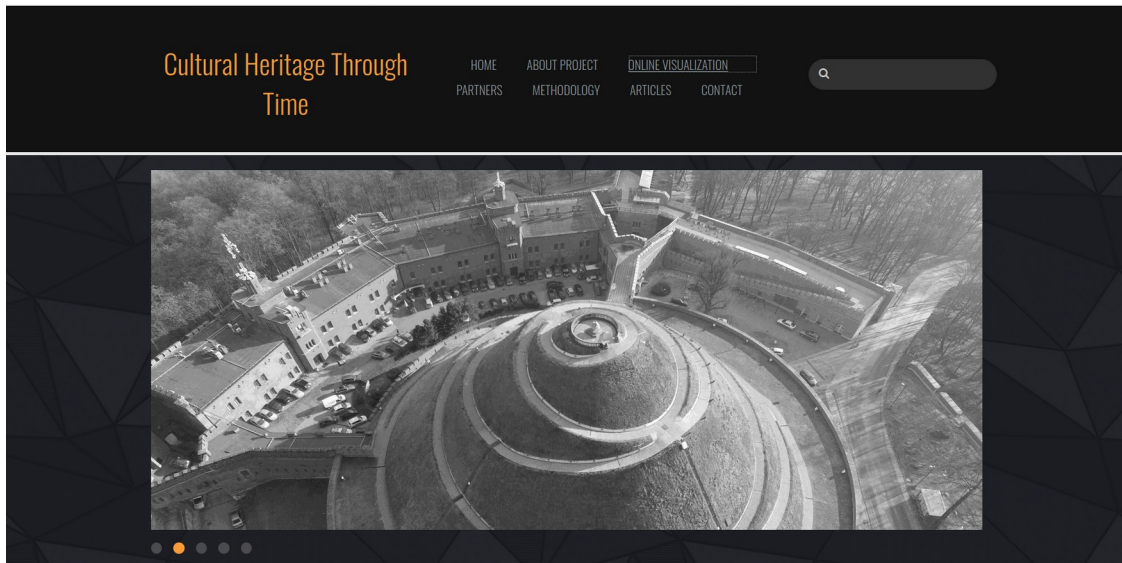 Cultural Heritage Through
Time
HOME ABOUT PROJECT ONLINE VISUALIZATION
PARTNERS METHODOLOGY ARTICLES CONTACT